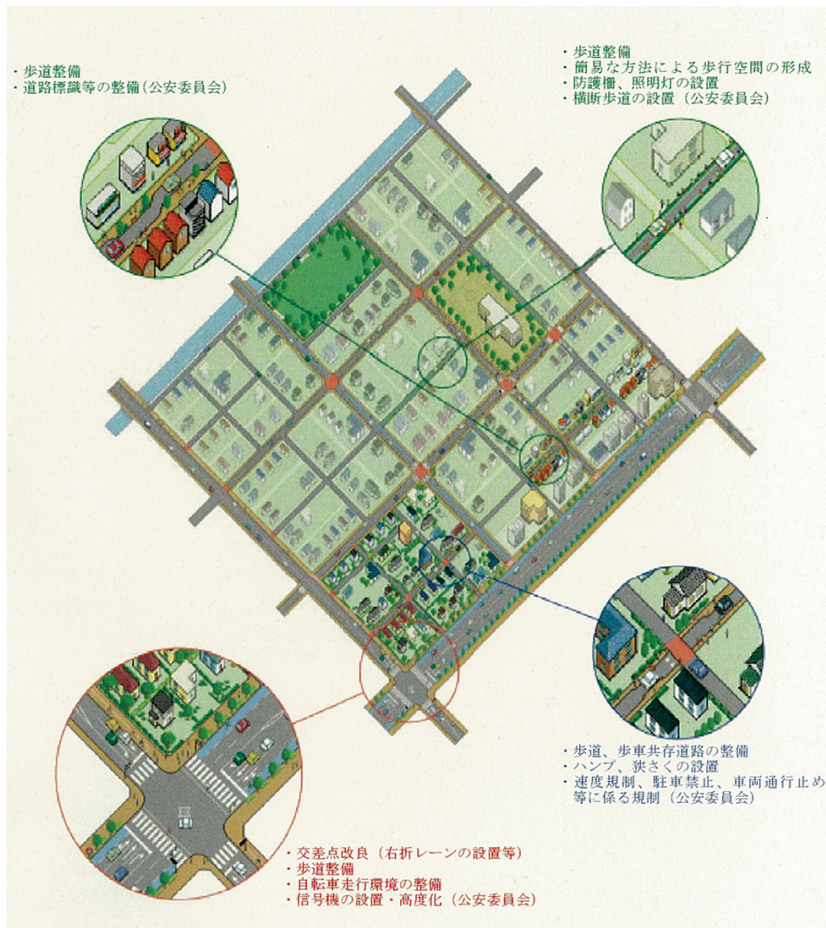 ・歩道整備
・道路標識等の整備(公安委員会)
・歩道整備
・簡易な方法による歩行空間の形成
・防護柵、照明灯の設置
・横断歩道の設置（公安委員会）
・歩道、歩車共存道路の整備
・ハンプ、狭さくの設置
・速度規制、駐車禁止、車両通行止め
等に係る規制（公安委員会）
・交差点改良（右折レーンの設置等）
・歩道整備
・自転車走行環境の整備
・信号機の設置・高度化（公安委員会）